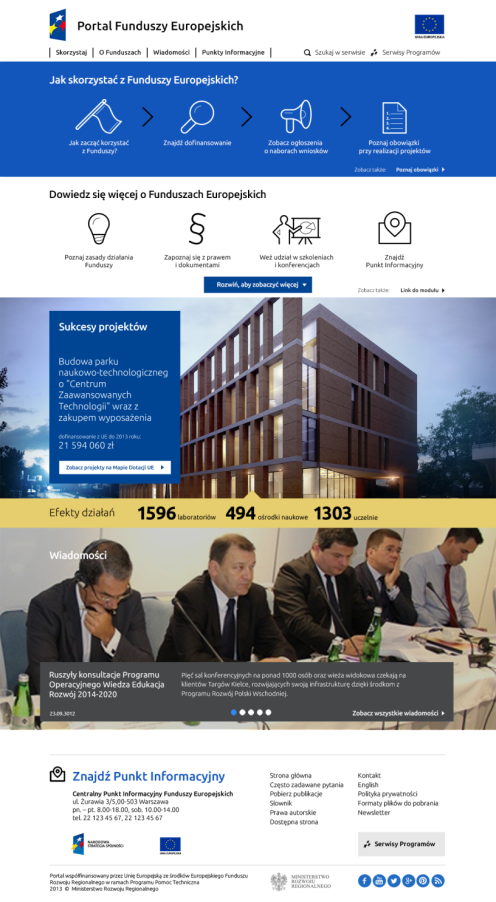 Portal Funduszy Europejskich
UNIA EUROPEJSKA
Skorzystaj
O Funduszach
Wiadomości
Punkty Informacyjne
Szukaj w serwisie
Serwisy Programów
Jak skorzystać z Funduszy Europejskich?
Jak zacząć korzystać
z Funduszy?
Znajdź dofinansowanie
Zobacz ogłoszenia
o naborach wniosków
Poznaj obowiązki
przy realizacji projektów
Zobacz także:
Poznaj obowiązki
Dowiedz się więcej o Funduszach Europejskich
Poznaj zasady działania
Funduszy
Zapoznaj się z prawem
i dokumentami
Weź udział w szkoleniach
i konferencjach
Znajdź
Punkt Informacyjny
Rozwiń, aby zobaczyć więcej
Zobacz także:
Link do modułu
Sukcesy projektów
Budowa parku
naukowo-technologiczneg
o "Centrum
Zaawansowanych
Technologii" wraz z
zakupem wyposażenia
dofinansowanie z UE do 2013 roku:
21 594 060 zł
Zobacz projekty na Mapie Dotacji UE
Efekty działań
1596 laboratoriów
494 ośrodki naukowe
1303 uczelnie
Wiadomości
Ruszyły konsultacje Programu
Operacyjnego Wiedza Edukacja
Rozwój 2014-2020
23.09.2012
Pięć sal konferencyjnych na ponad 1000 osób oraz wieża widokowa czekają na
klientów Targów Kielce, rozwijających swoją infrastrukturę dzięki środkom z
Programu Rozwój Polski Wschodniej.
Zobacz wszystkie wiadomości
Znajdź Punkt Informacyjny
Centralny Punkt Informacyjny Funduszy Europejskich
ul. Żurawia 3/5,00-503 Warszawa
pn. – pt. 8.00-18.00, sob. 10.00-14.00
tel. 22 123 45 67, 22 123 45 67
NARODOWA
STRATEGIA SPÓJNOŚCI
UNIA EUROPEJSKA
Strona główna
Często zadawane pytania
Pobierz publikacje
Słownik
Prawa autorskie
Dostępna strona
Kontakt
English
Polityka prywatności
Formaty plików do pobrania
Newsletter
Serwisy Programów
Portal współfinansowany przez Unię Europejską ze środków Europejskiego Funduszu
Rozwoju Regionalnego w ramach Programu Pomoc Techniczna
2013 © Ministerstwo Rozwoju Regionalnego
MINISTERSTWO
ROZWOJU
REGIONALNEGO